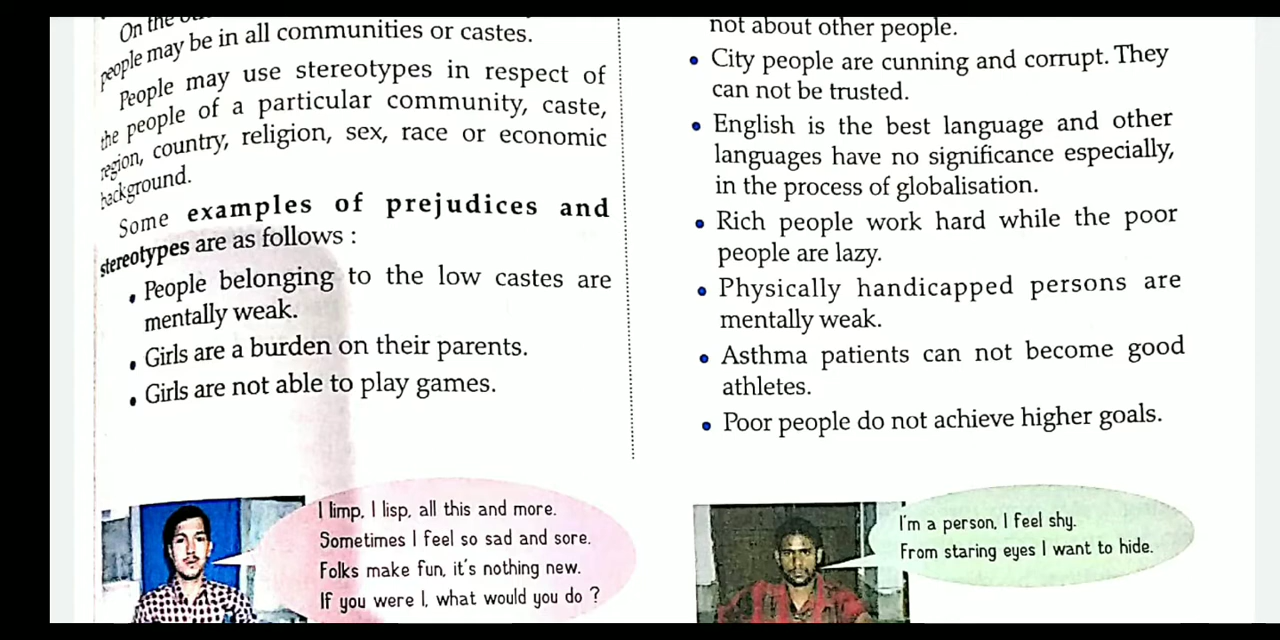 On the
people may be in all communities or castes.
People may use stereotypes in respect of
the people of a particular community, caste,
region, country, religion, sex, race or economic
background.
Some examples of prejudices and
stereotypes are as follows :
• People belonging to the low castes are
mentally weak.
• Girls are a burden on their parents.
• Girls are not able to play games.
not about other people.
• City people are cunning and corrupt. They
can not be trusted.
• English is the best language and other
languages have no significance especially,
in the process of globalisation.
• Rich people work hard while the poor
people are lazy.
• Physically handicapped persons are
mentally weak.
• Asthma patients can not become good
athletes.
• Poor people do not achieve higher goals.
I limp, I lisp, all this and more.
Sometimes I feel so sad and sore.
Folks make fun, it's nothing new.
If you were I, what would you do ?
I'm a person, I feel shy.
From staring eyes I want to hide.